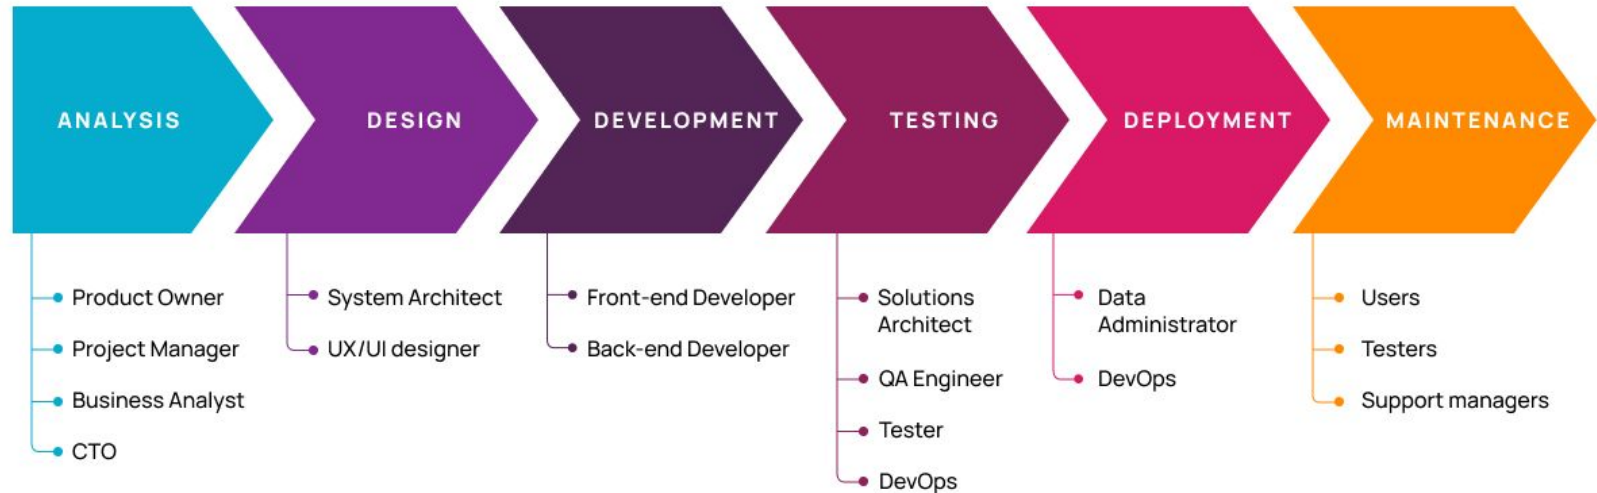 ANALYSIS
DESIGN
DEVELOPMENT
TESTING
DEPLOYMENT
MAINTENANCE
Product Owner
Project Manager
Business Analyst
CTO
System Architect
UX/UI designer
Front-end Developer
Back-end Developer
Solutions
Architect
QA Engineer
Tester
DevOps
Data
Administrator
DevOps
Users
Testers
Support managers